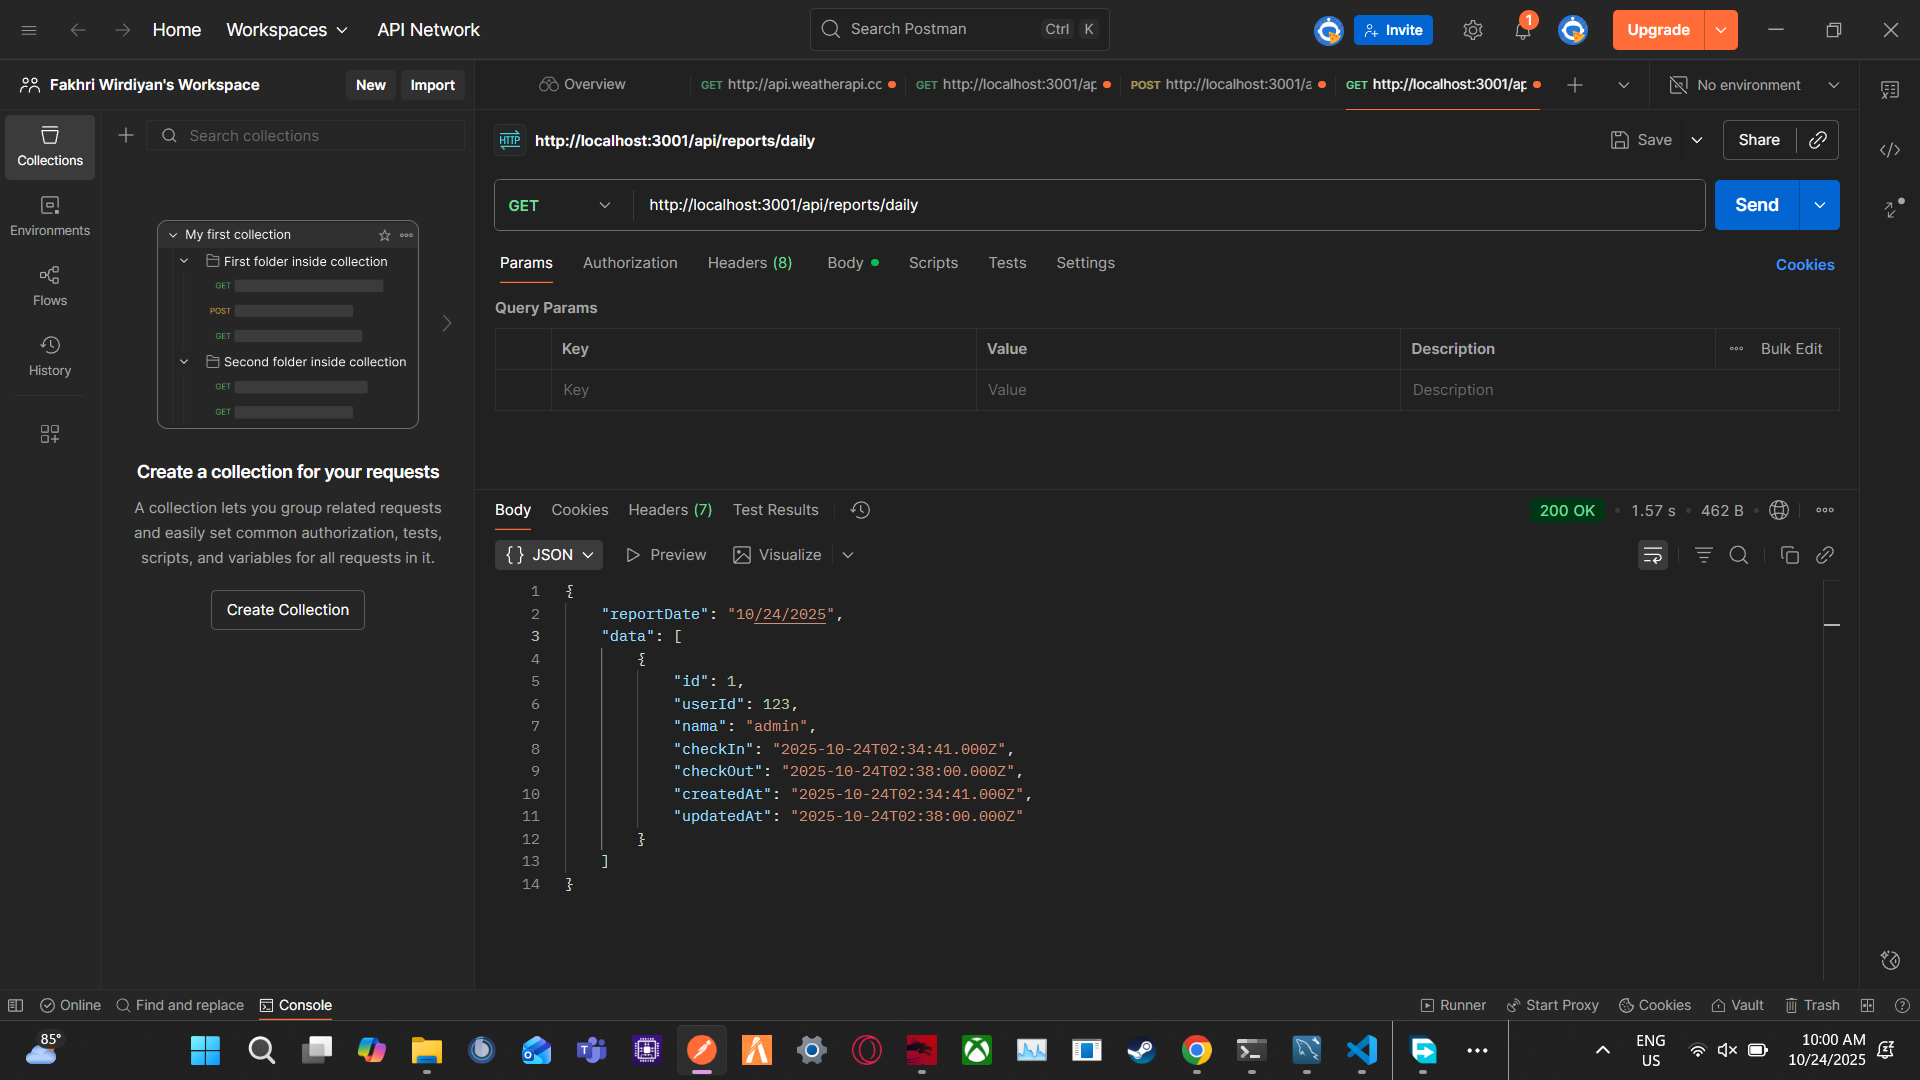 Home
Workspaces
API Network
Search Postman
Ctrl K
Invite
1
Upgrade
Fakhri Wirdiyan's Workspace
New
Import
Overview
GET http://api.weatherapi.cc
GET http://localhost:3001/ap
POST http://localhost:3001/a
GET http://localhost:3001/ap
No environment
Collections
Search collections
HTTP http://localhost:3001/api/reports/daily
Save
Share
Environments
GET
http://localhost:3001/api/reports/daily
Send
My first collection
First folder inside collection
GET
POST
GET
Second folder inside collection
GET
GET
Flows
History
Params
Authorization
Headers (8)
Body
Scripts
Tests
Settings
Cookies
Query Params
Key
Value
Description
Bulk Edit
Key
Value
Description
Create a collection for your requests
A collection lets you group related requests
and easily set common authorization, tests,
scripts, and variables for all requests in it.
Create Collection
Body
Cookies
Headers (7)
Test Results
200 OK
1.57 s
462 B
{} JSON
Preview
Visualize
1 {
2 "reportDate": "10/24/2025",
3 "data": [
4 {
5 "id": 1,
6 "userId": 123,
7 "nama": "admin",
8 "checkIn": "2025-10-24T02:34:41.000Z",
9 "checkOut": "2025-10-24T02:38:00.000Z",
10 "createdAt": "2025-10-24T02:34:41.000Z",
11 "updatedAt": "2025-10-24T02:38:00.000Z"
12 }
13 ]
14 }
Online
Find and replace
Console
Runner
Start Proxy
Cookies
Vault
Trash
85°
ENG
US
10:00 AM
10/24/2025